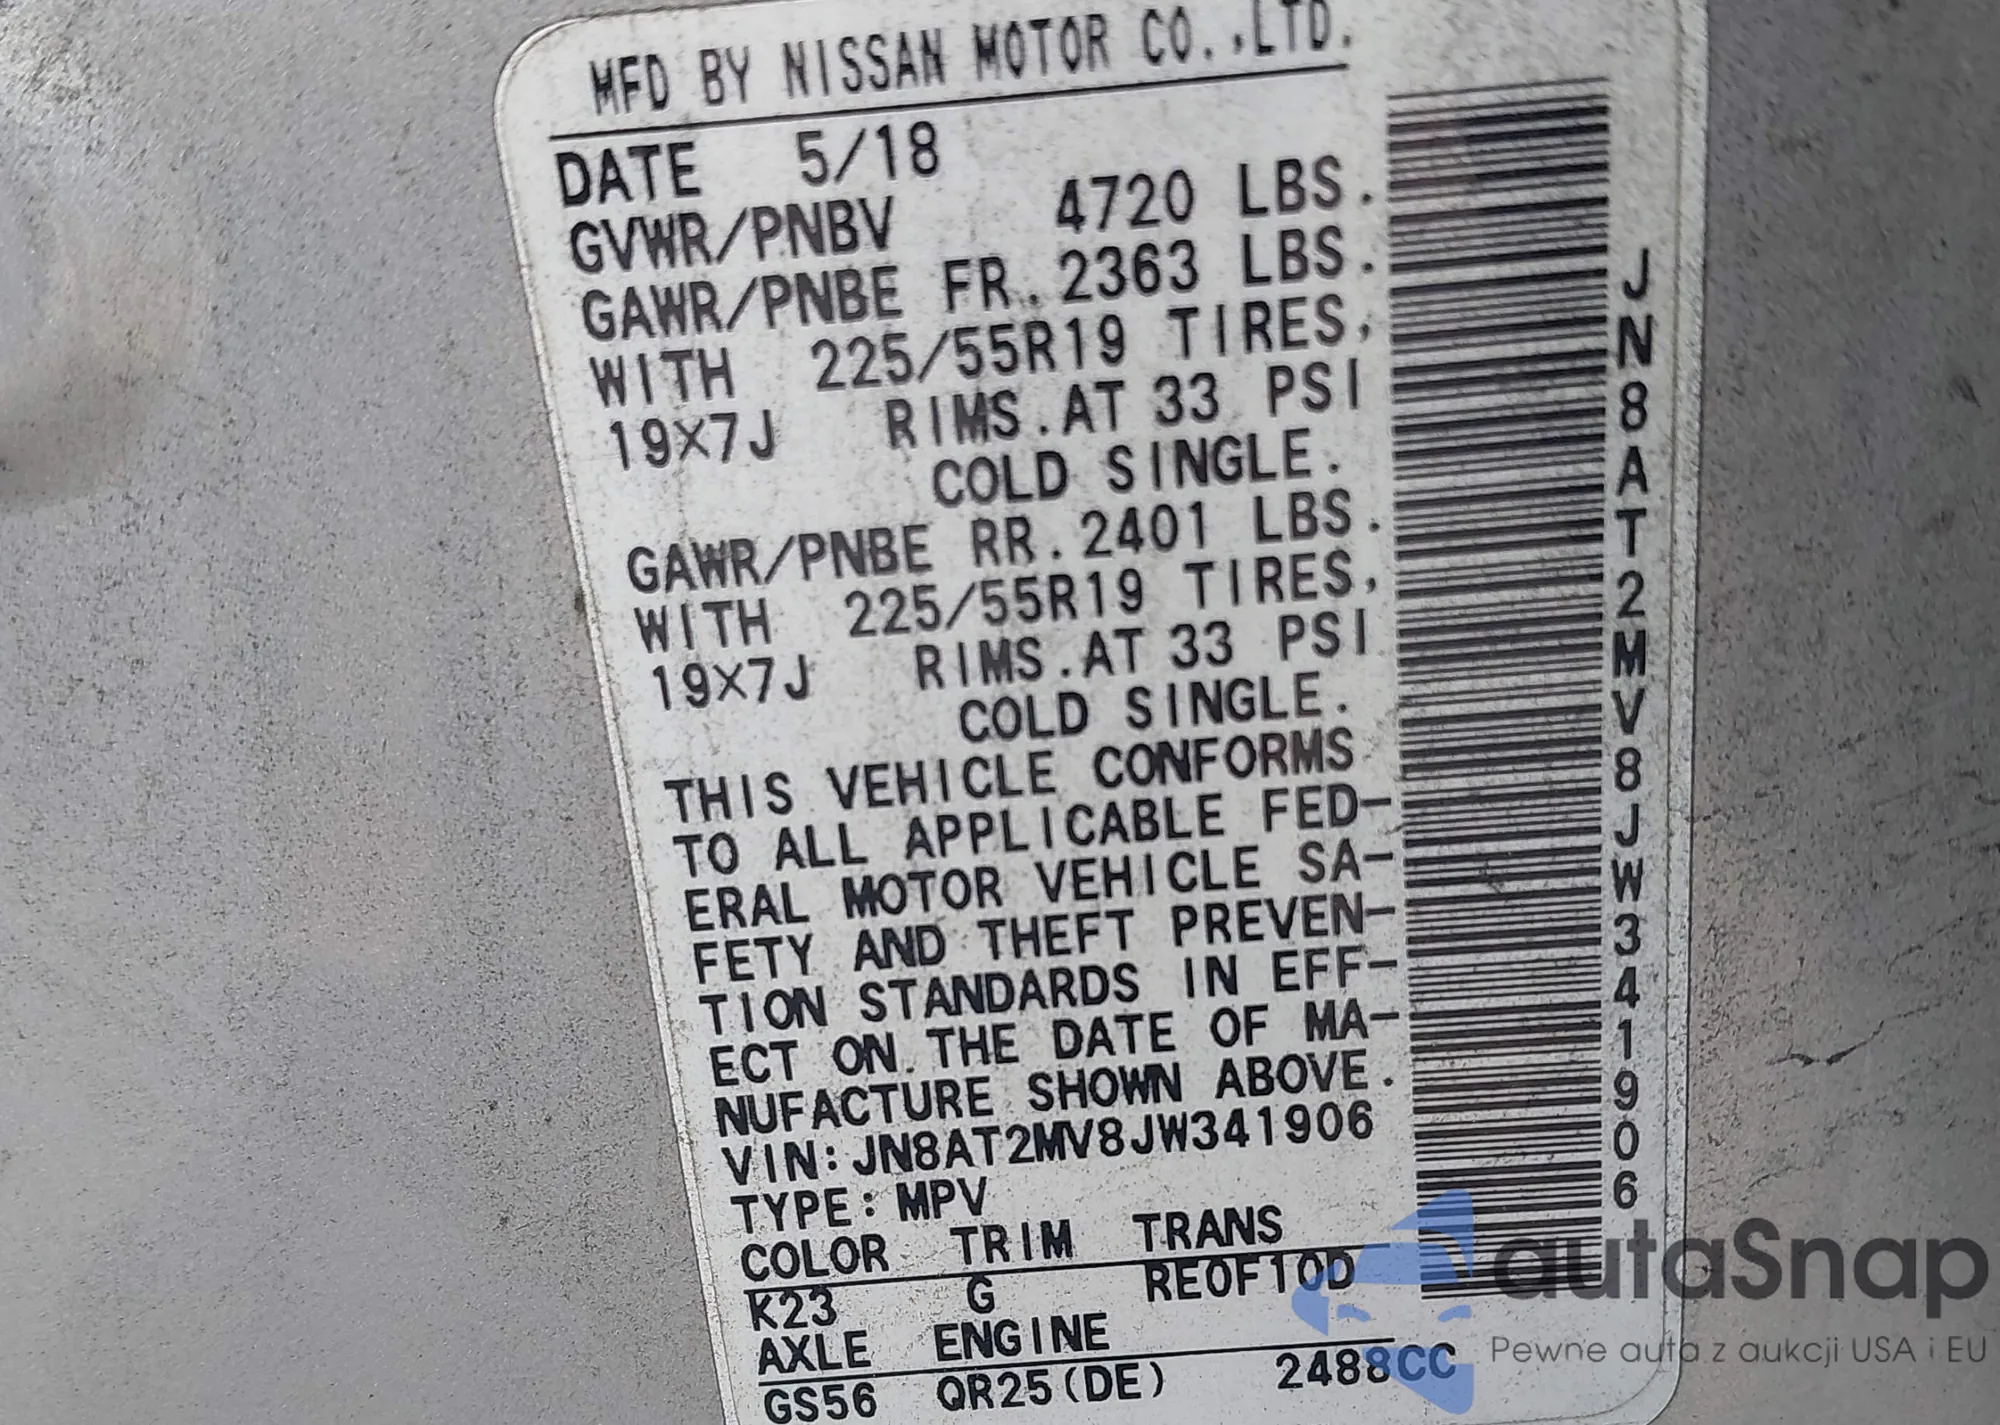 MFD BY NISSAN MOTOR CO.,LTD.
DATE 5/18
GVWR/PNBV 4720 LBS.
GAWR/PNBE FR. 2363 LBS.
WITH 225/55R19 TIRES,
19X7J RIMS.AT 33 PSI
COLD SINGLE.
GAWR/PNBE RR.2401 LBS.
WITH 225/55R19 TIRES,
19X7J RIMS.AT 33 PSI
COLD SINGLE.
THIS VEHICLE CONFORMS
TO ALL APPLICABLE FED-
ERAL MOTOR VEHICLE SA-
FETY AND THEFT PREVEN-
TION STANDARDS IN EFF-
ECT ON THE DATE OF MA-
NUFACTURE SHOWN ABOVE.
VIN:JN8AT2MV8JW341906
TYPE:MPV
COLOR TRIM TRANS
K23 G RE0F10D
AXLE ENGINE
GS56 QR25(DE) 2488CC
JN8AT2MV8JW341906
autaSnap
Pewne auta z aukcji USA i EU